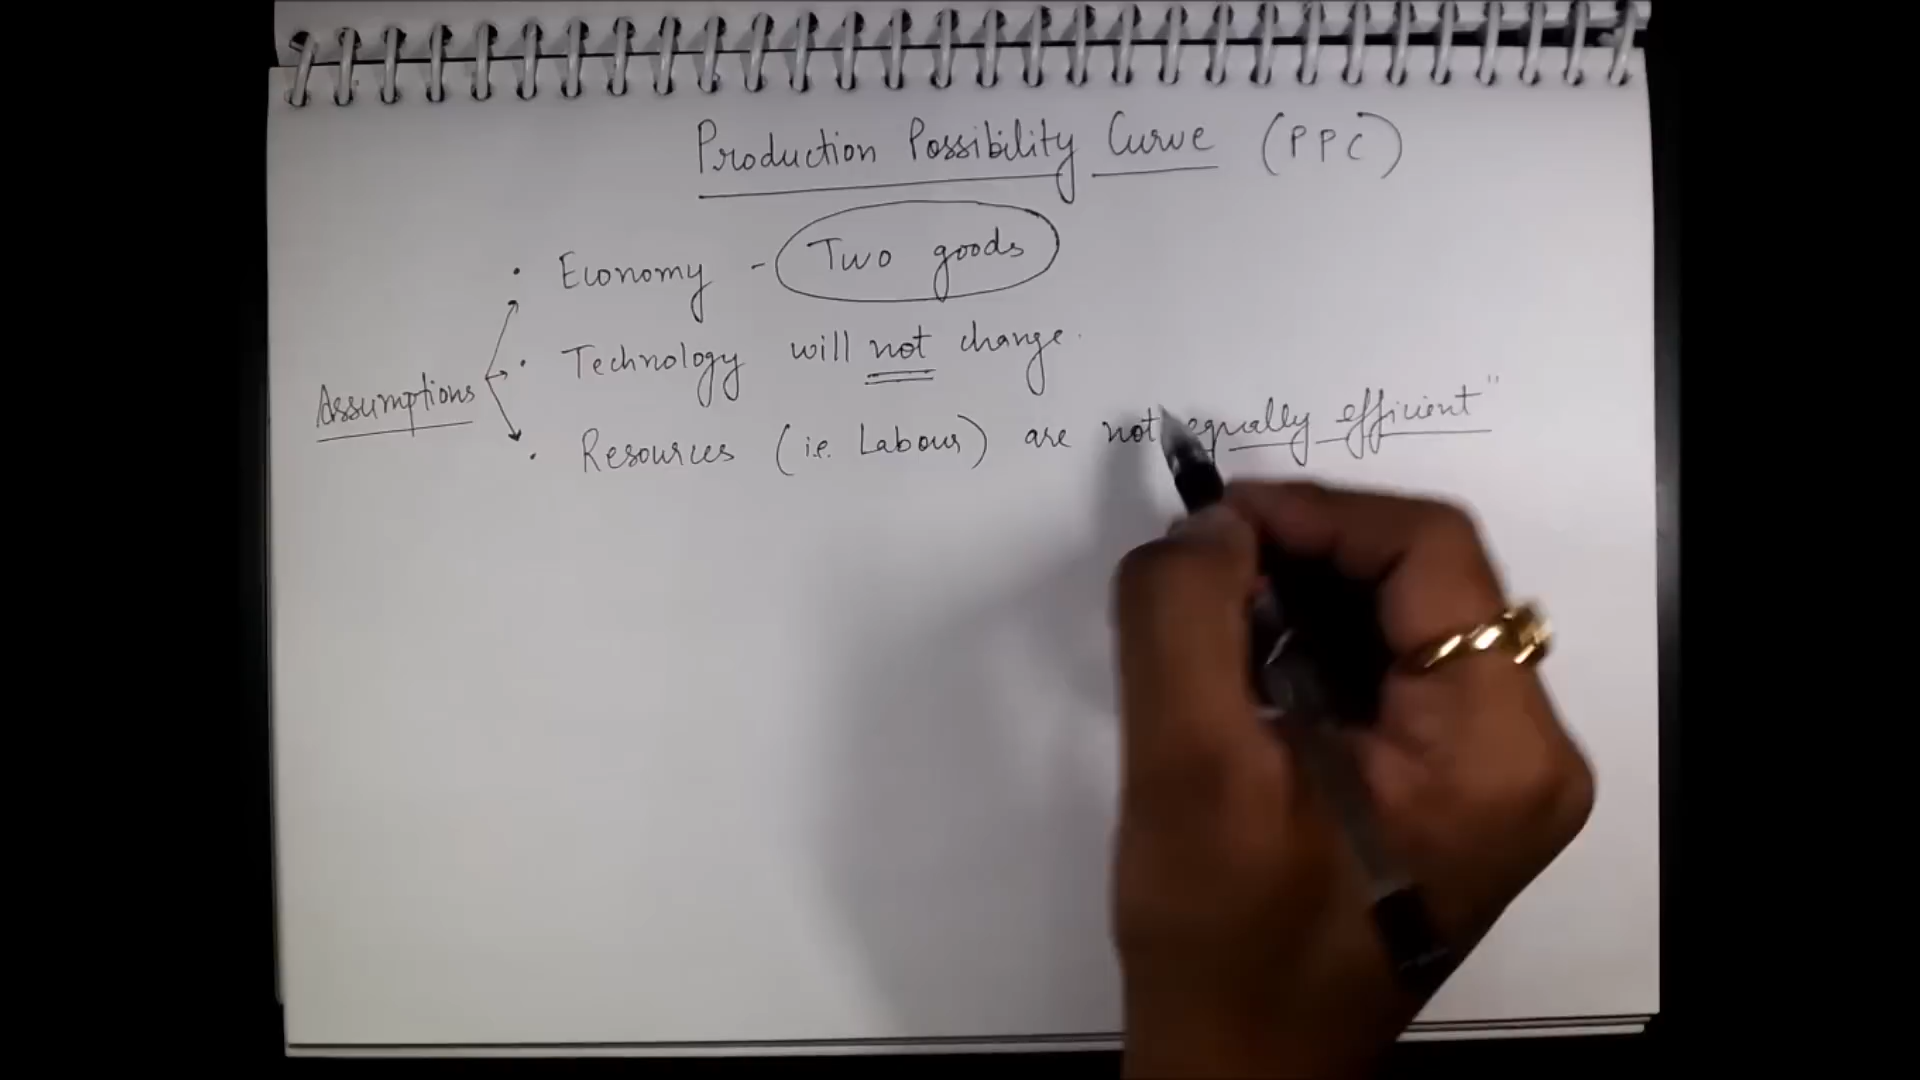 Production Possibility Curve (PPC)
• Economy - Two goods
• Technology will not change.
Assumptions
• Resources (i.e. Labour) are not equally efficient"